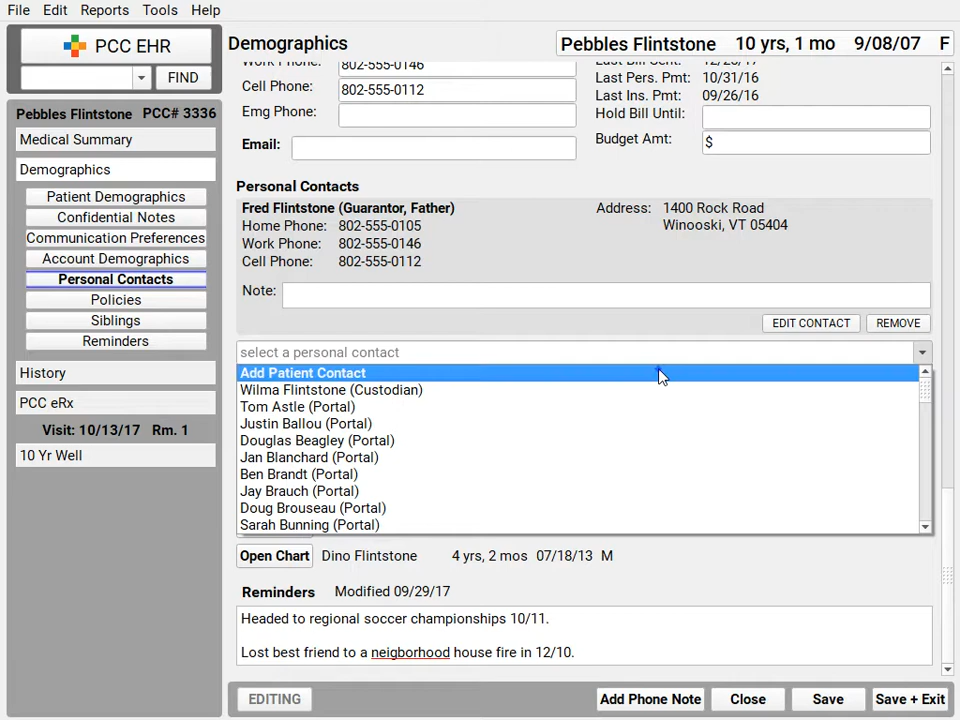 File Edit Reports Tools Help
PCC EHR
FIND
Demographics
Pebbles Flintstone 10 yrs, 1 mo 9/08/07 F
Pebbles Flintstone PCC# 3336
Medical Summary
Demographics
Patient Demographics
Confidential Notes
Communication Preferences
Account Demographics
Personal Contacts
Policies
Siblings
Reminders
History
PCC eRx
Visit: 10/13/17 Rm. 1
10 Yr Well
Work Phone: 802-555-0146
Cell Phone: 802-555-0112
Emg Phone:
Email:
Last Bill Sent:
Last Pers. Pmt: 10/31/16
Last Ins. Pmt: 09/26/16
Hold Bill Until:
Budget Amt: $
Personal Contacts
Fred Flintstone (Guarantor, Father)
Home Phone: 802-555-0105
Work Phone: 802-555-0146
Cell Phone: 802-555-0112
Address: 1400 Rock Road
Winooski, VT 05404
Note:
EDIT CONTACT REMOVE
select a personal contact
Add Patient Contact
Wilma Flintstone (Custodian)
Tom Astle (Portal)
Justin Ballou (Portal)
Douglas Beagley (Portal)
Jan Blanchard (Portal)
Ben Brandt (Portal)
Jay Brauch (Portal)
Doug Brouseau (Portal)
Sarah Bunning (Portal)
Open Chart Dino Flintstone 4 yrs, 2 mos 07/18/13 M
Reminders Modified 09/29/17
Headed to regional soccer championships 10/11.
Lost best friend to a neigborhood house fire in 12/10.
EDITING Add Phone Note Close Save Save + Exit